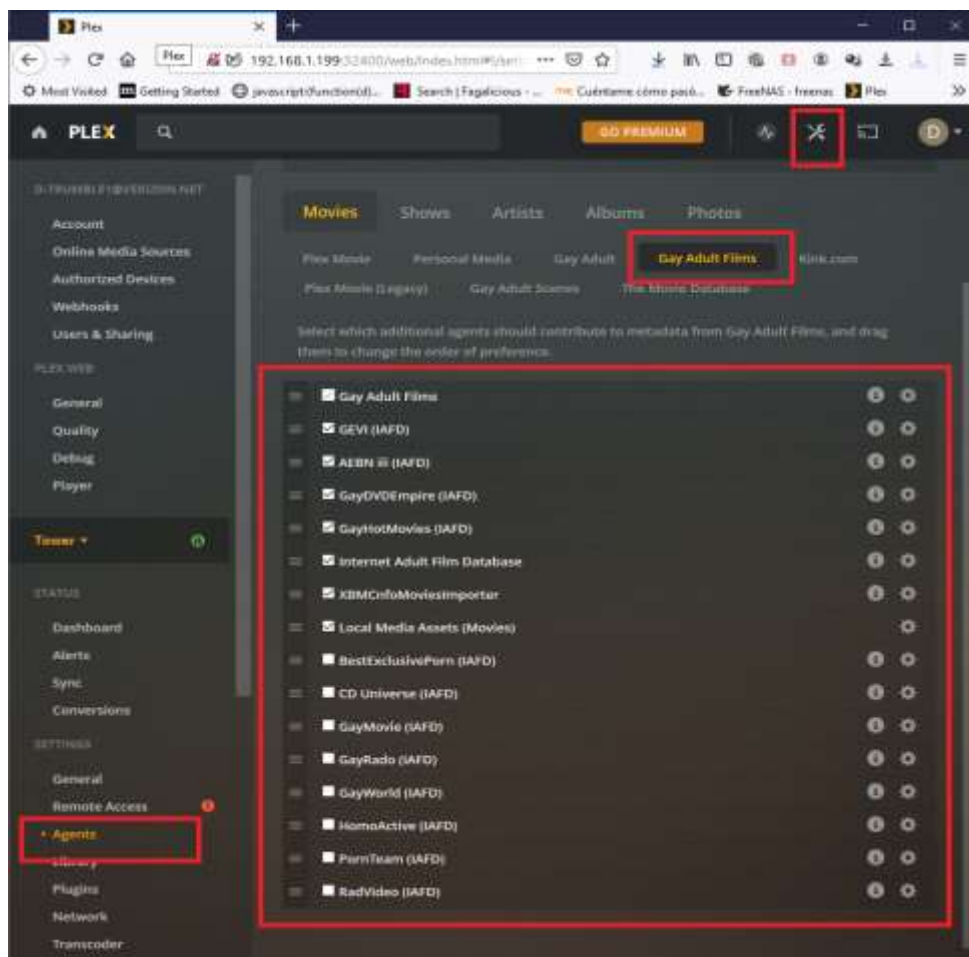 Plex
Plex
192.168.1.199:32400/web/index.html#!/set
Most Visited Getting Started javascript:(function(){... Search | Fagalicious - ... Cuéntame cómo pasó... FreeNAS - freenas Plex
PLEX GO PREMIUM D
Account
Online Media Sources
Authorized Devices
Webhooks
Users & Sharing
PLEX WEB
General
Quality
Debug
Player
Tower
STATUS
Dashboard
Alerts
Sync
Conversions
SETTINGS
General
Remote Access
Agents
Library
Plugins
Network
Transcoder
Movies Shows Artists Albums Photos
Plex Movie Personal Media Gay Adult Gay Adult Films Kink.com
Plex Movie (Legacy) Gay Adult Scenes The Movie Database
Select which additional agents should contribute to metadata from Gay Adult Films, and drag
them to change the order of preference.
Gay Adult Films
GEVI (IAFD)
AEBN iii (IAFD)
GayDVDEmpire (IAFD)
GayHotMovies (IAFD)
Internet Adult Film Database
XBMCnfoMoviesImporter
Local Media Assets (Movies)
BestExclusivePorn (IAFD)
CD Universe (IAFD)
GayMovie (IAFD)
GayRado (IAFD)
GayWorld (IAFD)
HomoActive (IAFD)
PornTeam (IAFD)
RadVideo (IAFD)